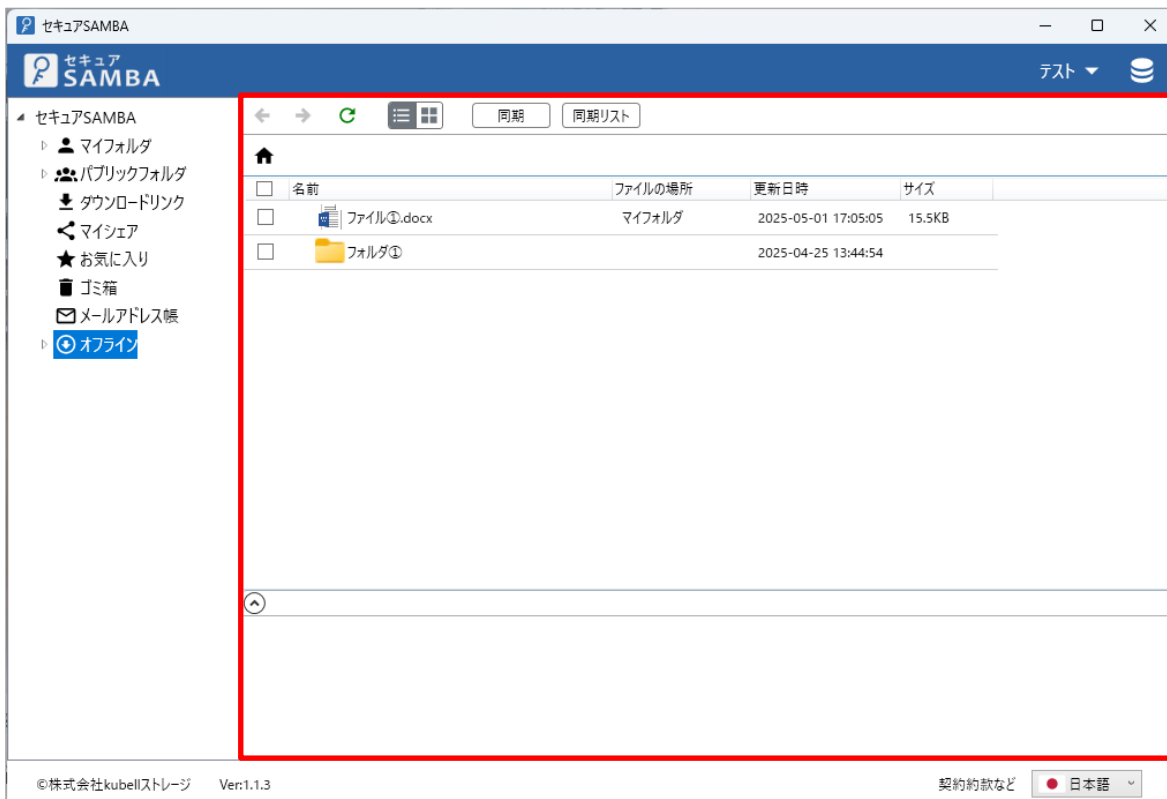 セキュアSAMBA
セキュア
SAMBA
テスト
セキュアSAMBA
マイフォルダ
パブリックフォルダ
ダウンロードリンク
マイシェア
お気に入り
ゴミ箱
メールアドレス帳
オフライン
同期 同期リスト
名前 ファイルの場所 更新日時 サイズ
ファイル①.docx マイフォルダ 2025-05-01 17:05:05 15.5KB
フォルダ① 2025-04-25 13:44:54
©株式会社kubellストレージ Ver:1.1.3 契約約款など 日本語